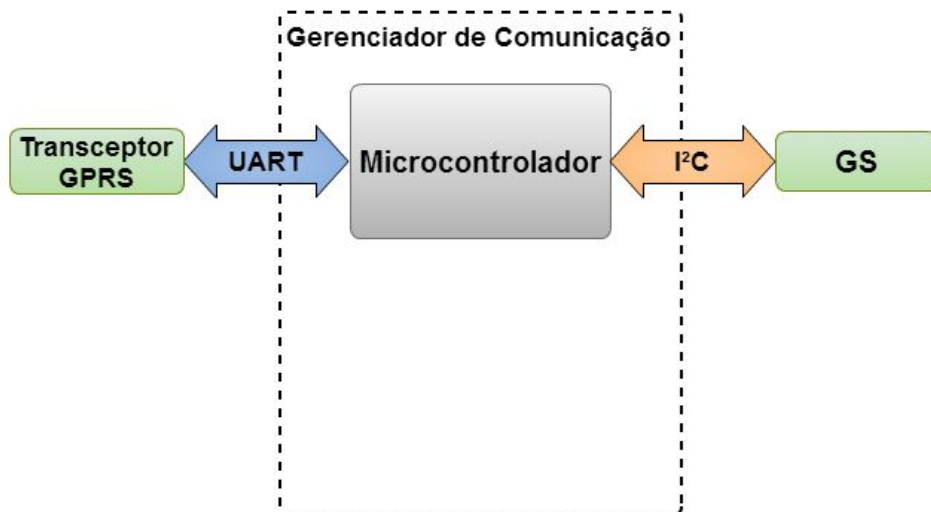 Gerenciador de Comunicação
Transceptor
GPRS
UART
Microcontrolador
I²C
GS